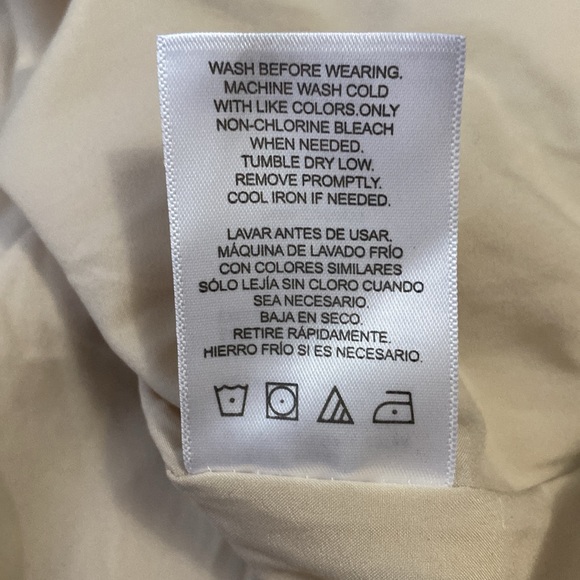 WASH BEFORE WEARING.
MACHINE WASH COLD
WITH LIKE COLORS.ONLY
NON-CHLORINE BLEACH
WHEN NEEDED.
TUMBLE DRY LOW.
REMOVE PROMPTLY.
COOL IRON IF NEEDED.
LAVAR ANTES DE USAR.
MÁQUINA DE LAVADO FRÍO
CON COLORES SIMILARES
SÓLO LEJÍA SIN CLORO CUANDO
SEA NECESARIO.
BAJA EN SECO.
RETIRE RÁPIDAMENTE.
HIERRO FRÍO SI ES NECESARIO.